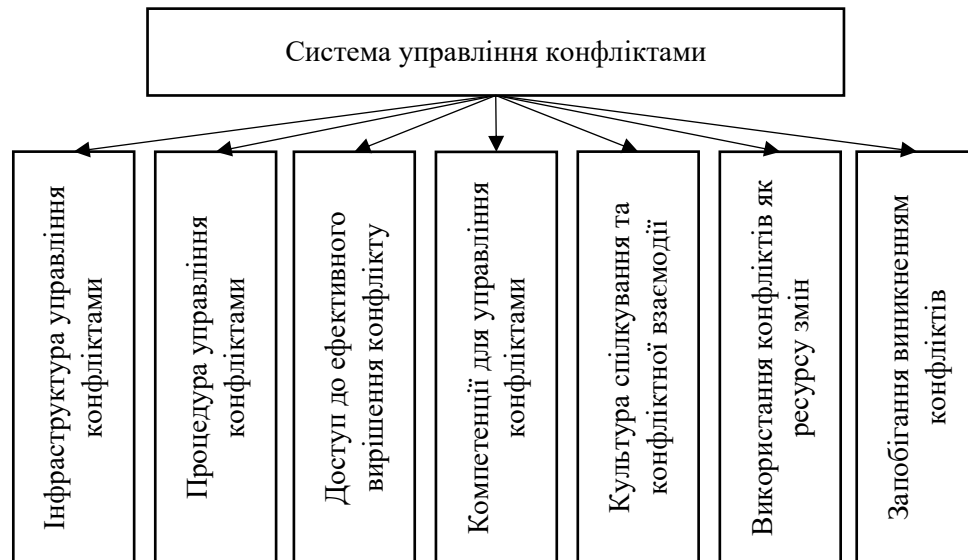 Система управління конфліктами
Інфраструктура управління
конфліктами
Процедура управління
конфліктами
Доступ до ефективного
вирішення конфлікту
Компетенції для управління
конфліктами
Культура спілкування та
конфліктної взаємодії
Використання конфліктів як
ресурсу змін
Запобігання виникненням
конфліктів